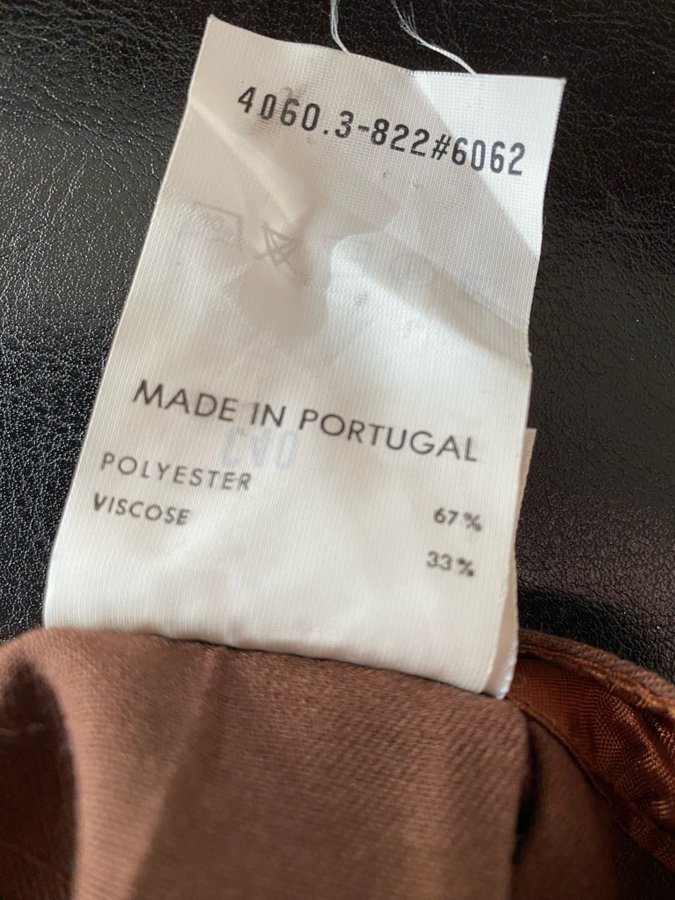 4060.3-822#6062
MADE IN PORTUGAL
POLYESTER 67%
VISCOSE 33%